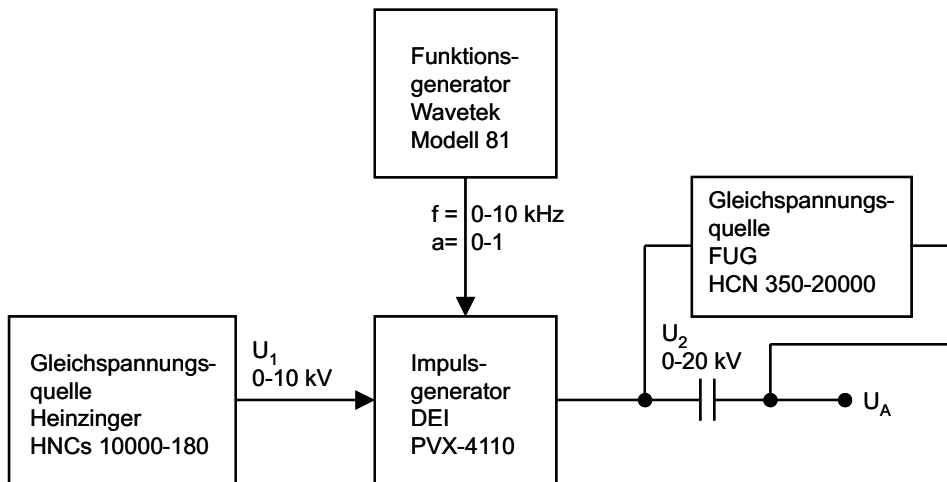 Funktions-
generator
Wavetek
Modell 81
f = 0-10 kHz
a= 0-1
Gleichspannungs-
quelle
FUG
HCN 350-20000
Gleichspannungs-
quelle
Heinzinger
HNCs 10000-180
U₁
0-10 kV
Impuls-
generator
DEI
PVX-4110
U₂
0-20 kV
U_A